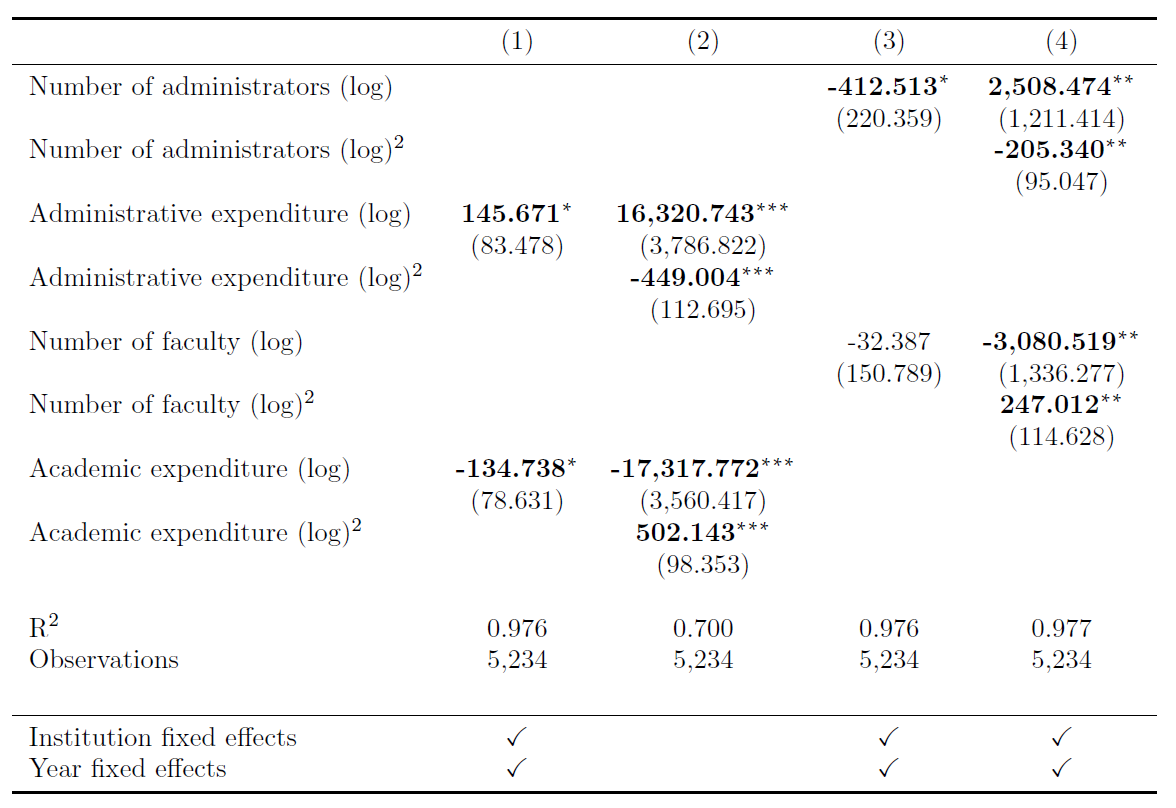 (1) (2) (3) (4)
Number of administrators (log) -412.513* 2,508.474**
(220.359) (1,211.414)
Number of administrators (log)² -205.340**
(95.047)
Administrative expenditure (log) 145.671* 16,320.743***
(83.478) (3,786.822)
Administrative expenditure (log)² -449.004***
(112.695)
Number of faculty (log) -32.387 -3,080.519**
(150.789) (1,336.277)
Number of faculty (log)² 247.012**
(114.628)
Academic expenditure (log) -134.738* -17,317.772***
(78.631) (3,560.417)
Academic expenditure (log)² 502.143***
(98.353)
R² 0.976 0.700 0.976 0.977
Observations 5,234 5,234 5,234 5,234
Institution fixed effects ✓ ✓ ✓
Year fixed effects ✓ ✓ ✓